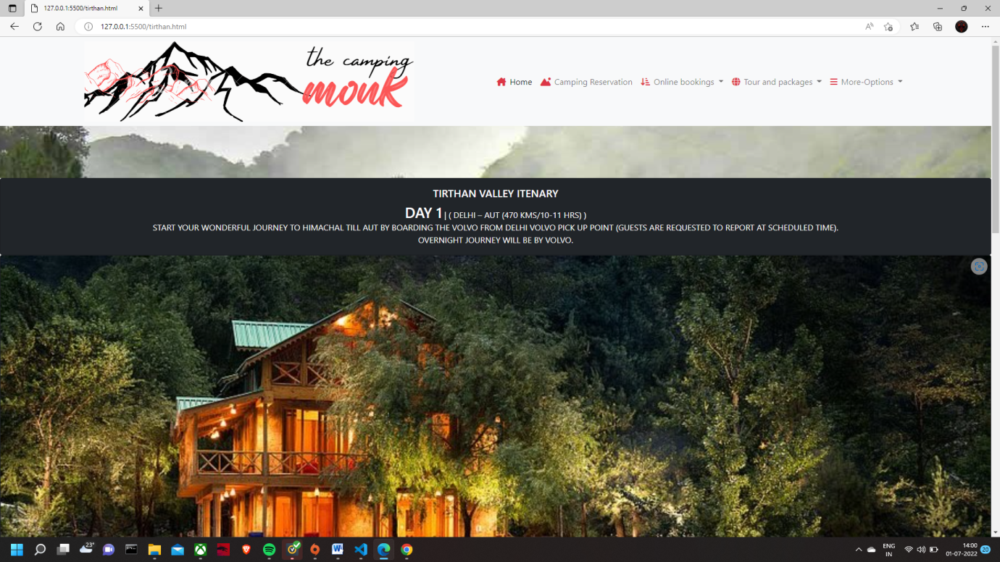 127.0.0.1:5500/tirthan.html
127.0.0.1:5500/tirthan.html
the camping
monk
Home Camping Reservation Online bookings Tour and packages More-Options
TIRTHAN VALLEY ITENARY
DAY 1 | ( DELHI – AUT (470 KMS/10-11 HRS) )
START YOUR WONDERFUL JOURNEY TO HIMACHAL TILL AUT BY BOARDING THE VOLVO FROM DELHI VOLVO PICK UP POINT (GUESTS ARE REQUESTED TO REPORT AT SCHEDULED TIME).
OVERNIGHT JOURNEY WILL BE BY VOLVO.
23°
ENG
IN
14:00
01-07-2022
20